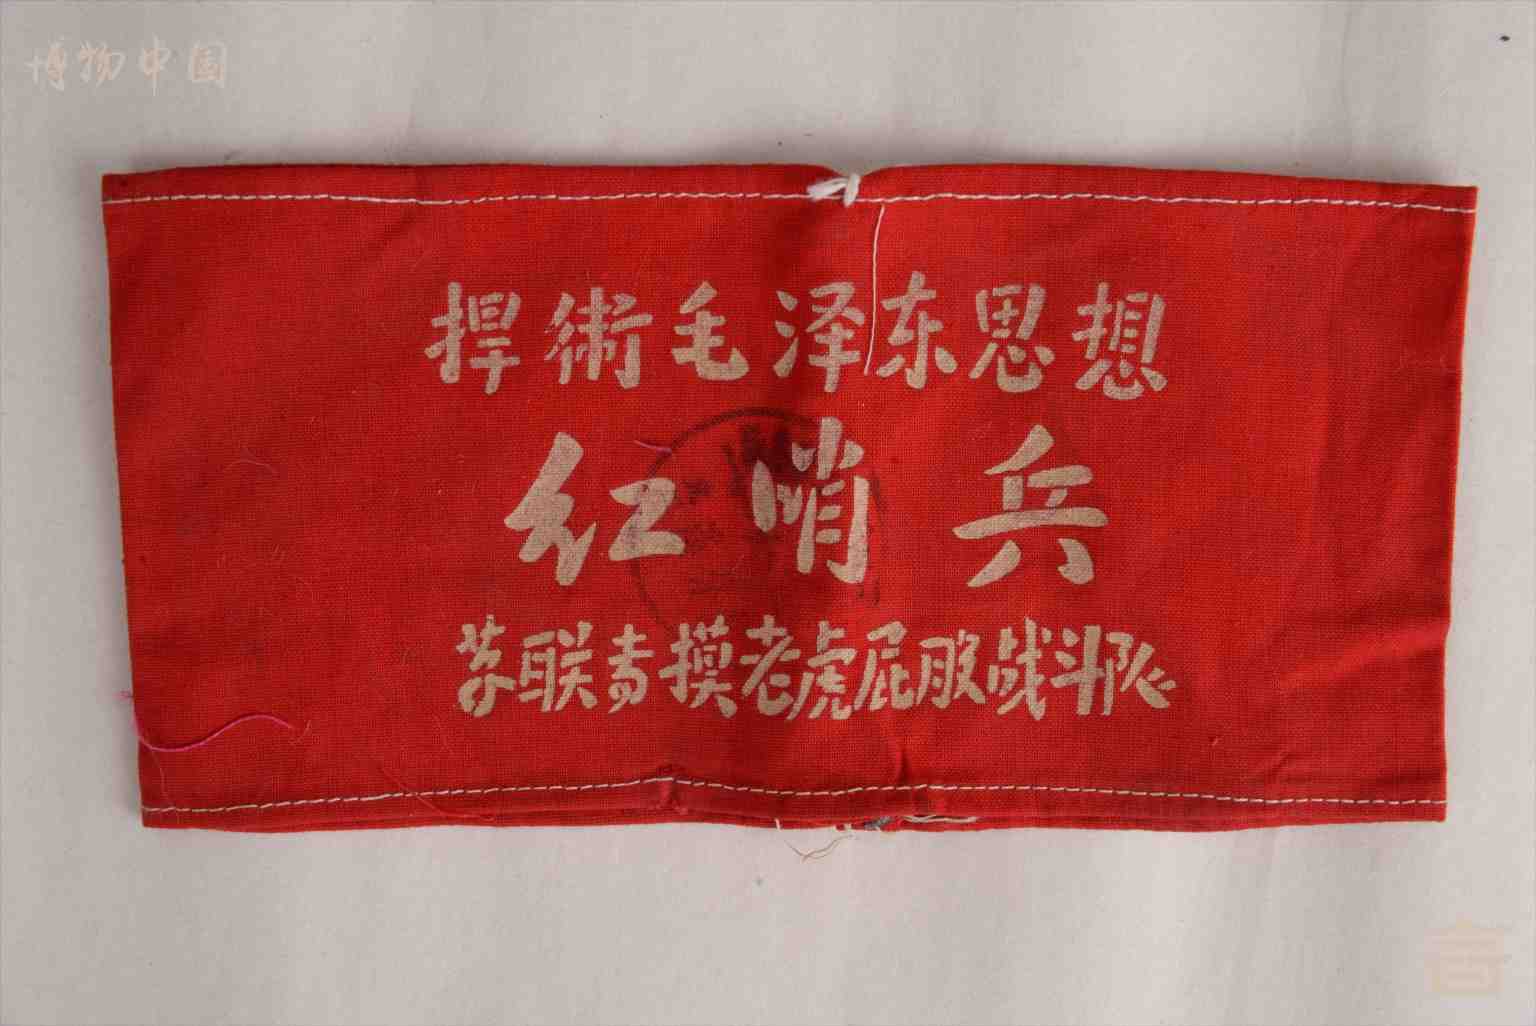 博物中国
捍衛毛泽东思想
红哨兵
苏联青摸老虎屁股战斗队